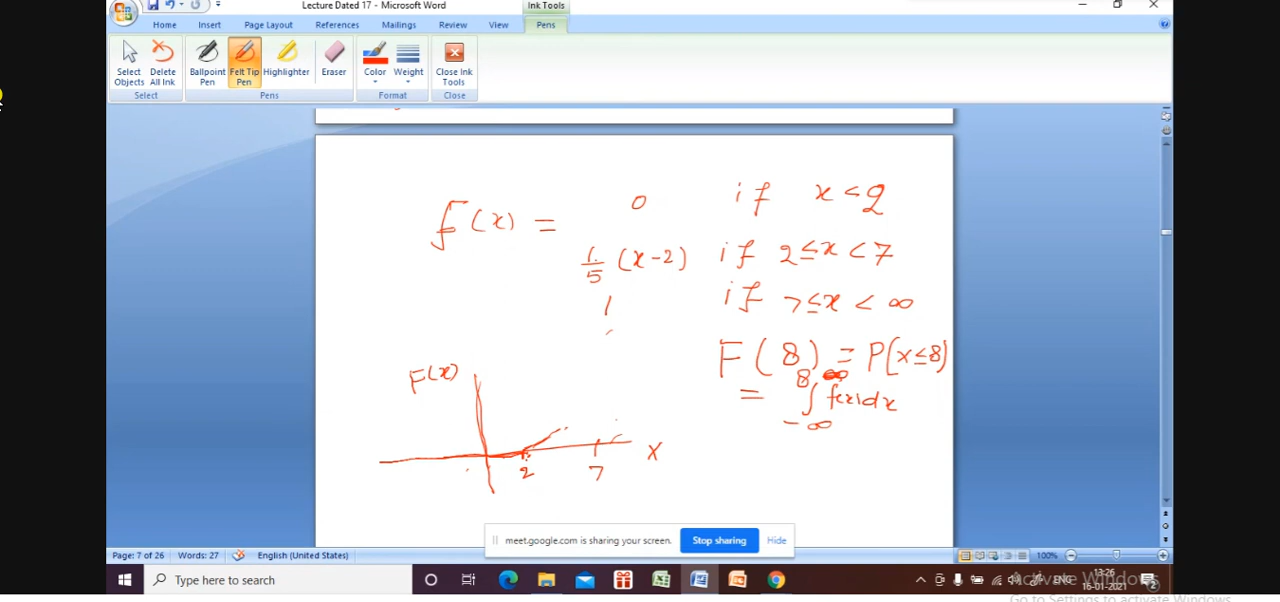 Lecture Dated 17 - Microsoft Word
Ink Tools
Home Insert Page Layout References Mailings Review View Pens
Select Objects
Delete All Ink
Ballpoint Pen
Felt Tip Pen
Highlighter
Eraser
Color
Weight
Close Ink Tools
Select
Pens
Format
Close
f(x) =
0 if x < 2
1/5 (x-2) if 2 ≤ x < 7
1 if 7 ≤ x < ∞
F(8) = P(x≤8)
= ∫ 8 -∞ f(x)dx
F(x)
2
7
X
meet.google.com is sharing your screen.
Stop sharing
Hide
Page: 7 of 26 Words: 27 English (United States) 100%
Type here to search
ENG
13:26
16-01-2021
2
Activate Windows
Go to Settings to activate Windows.